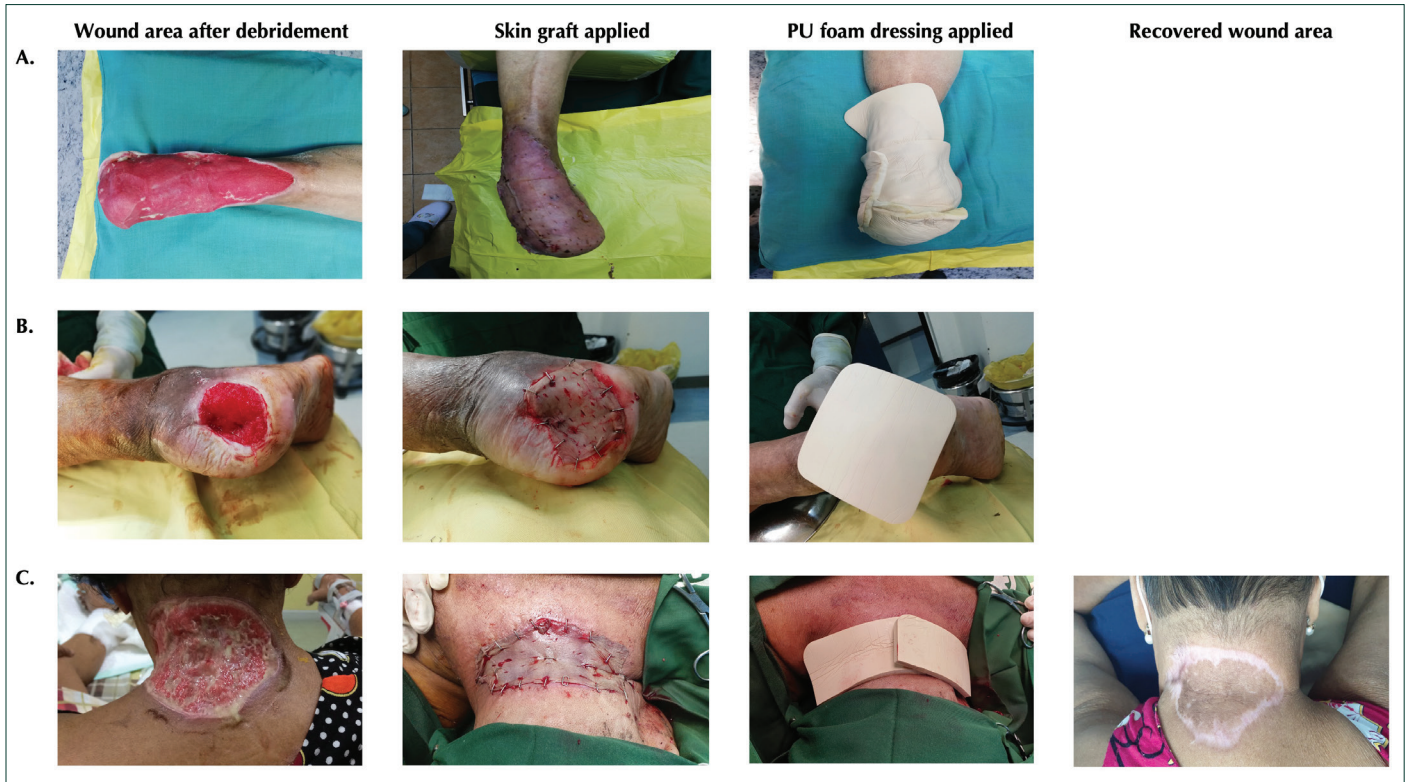 Wound area after debridement
Skin graft applied
PU foam dressing applied
Recovered wound area
A.
B.
C.